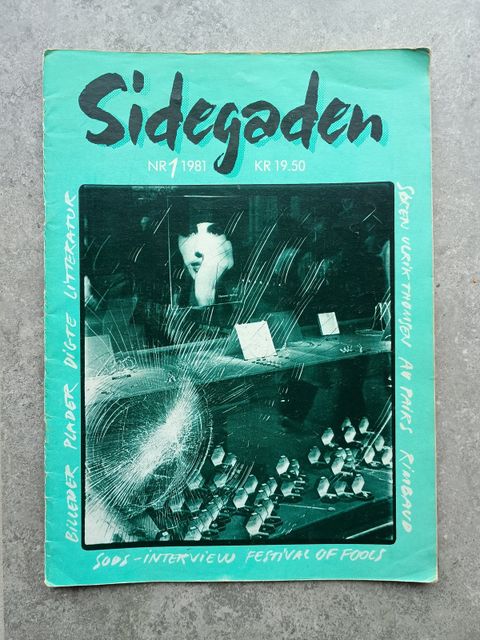 Sidegaden
NR 1 1981 KR 19.50
BILLEDER PLADER DIGTE LITTERATUR
SØREN ULRIK THOMSEN AU PAIRS RIMBAUD
SODS-INTERVIEW FESTIVAL OF FOOLS